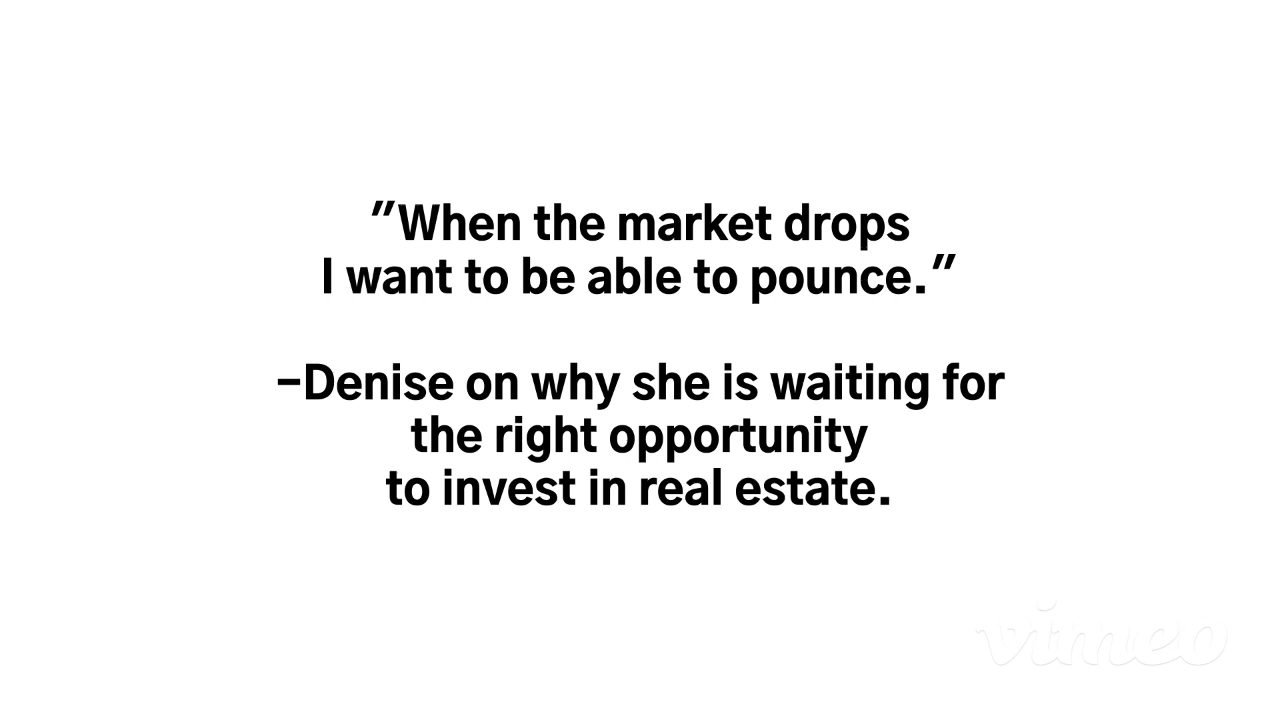 "When the market drops
I want to be able to pounce."
-Denise on why she is waiting for
the right opportunity
to invest in real estate.
vimeo